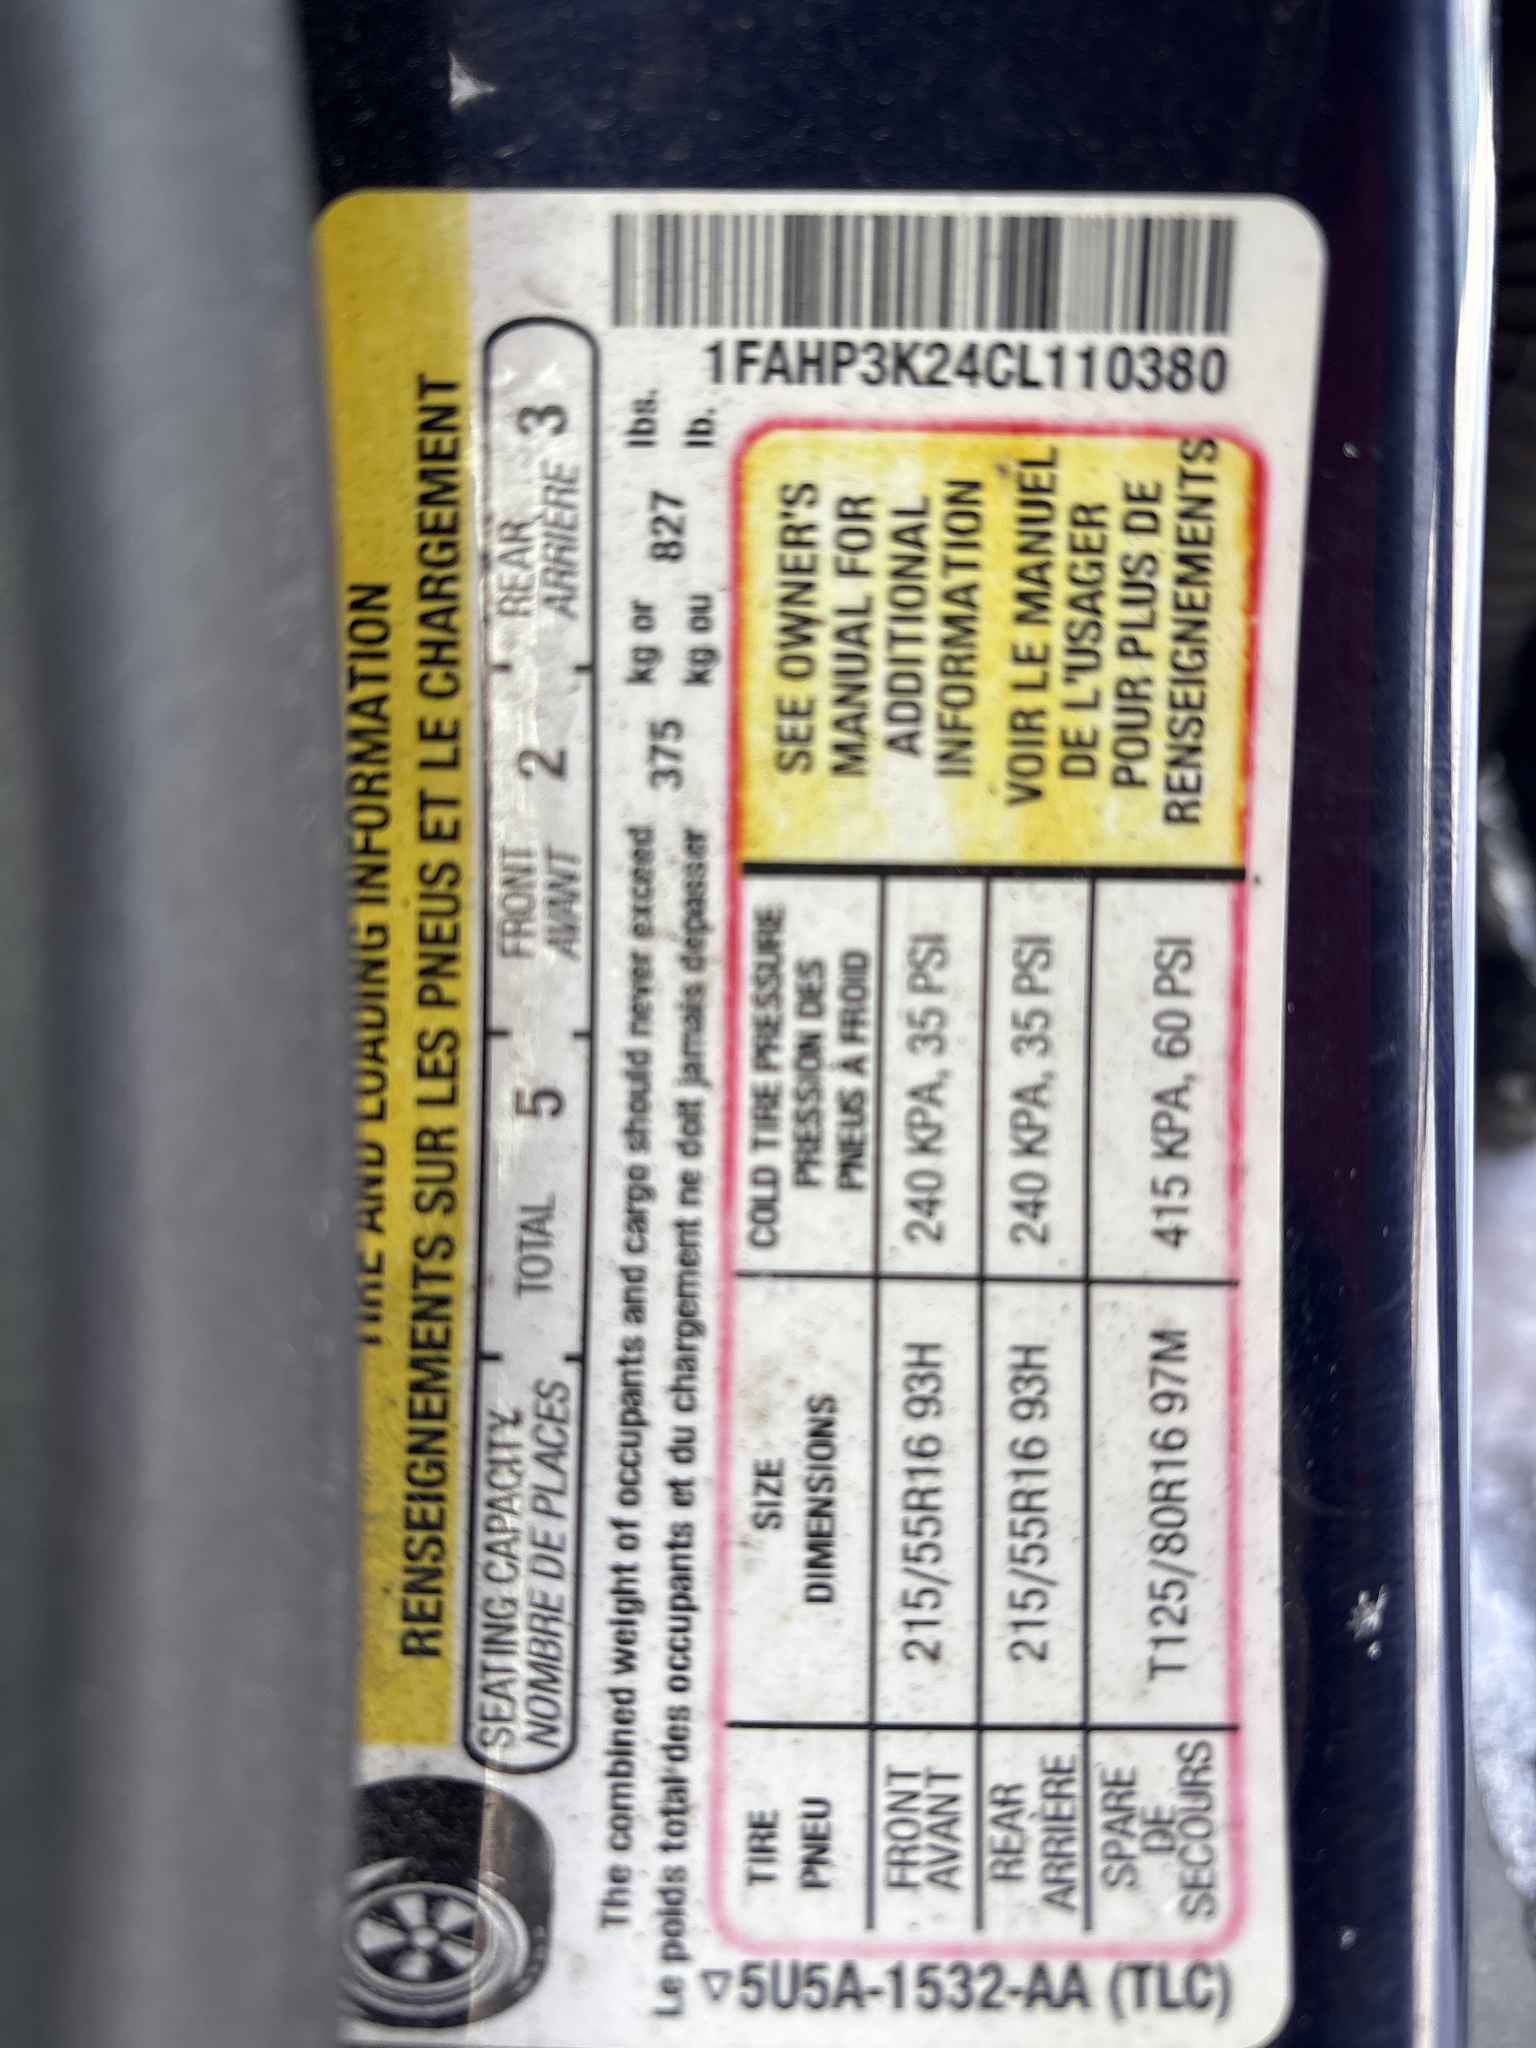 TIRE AND LOADING INFORMATION
RENSEIGNEMENTS SUR LES PNEUS ET LE CHARGEMENT
SEATING CAPACITY TOTAL 5 FRONT 2 REAR 3
NOMBRE DE PLACES AVANT ARRIÈRE
The combined weight of occupants and cargo should never exceed 375 kg or 827 lbs.
Le poids total des occupants et du chargement ne doit jamais dépasser kg ou lb.
TIRE
PNEU
SIZE
DIMENSIONS
COLD TIRE PRESSURE
PRESSION DES
PNEUS À FROID
FRONT
AVANT
215/55R16 93H
240 KPA, 35 PSI
REAR
ARRIÈRE
215/55R16 93H
240 KPA, 35 PSI
SPARE
DE
SECOURS
T125/80R16 97M
415 KPA, 60 PSI
SEE OWNER'S
MANUAL FOR
ADDITIONAL
INFORMATION
VOIR LE MANUEL
DE L'USAGER
POUR PLUS DE
RENSEIGNEMENTS
1FAHP3K24CL110380
▽5U5A-1532-AA (TLC)